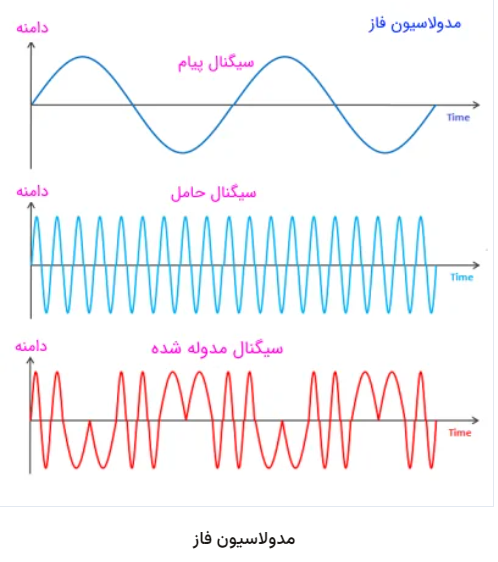 مدولاسیون فاز
دامنه
سیگنال پیام
Time
دامنه
سیگنال حامل
Time
دامنه
سیگنال مدوله شده
Time
مدولاسیون فاز